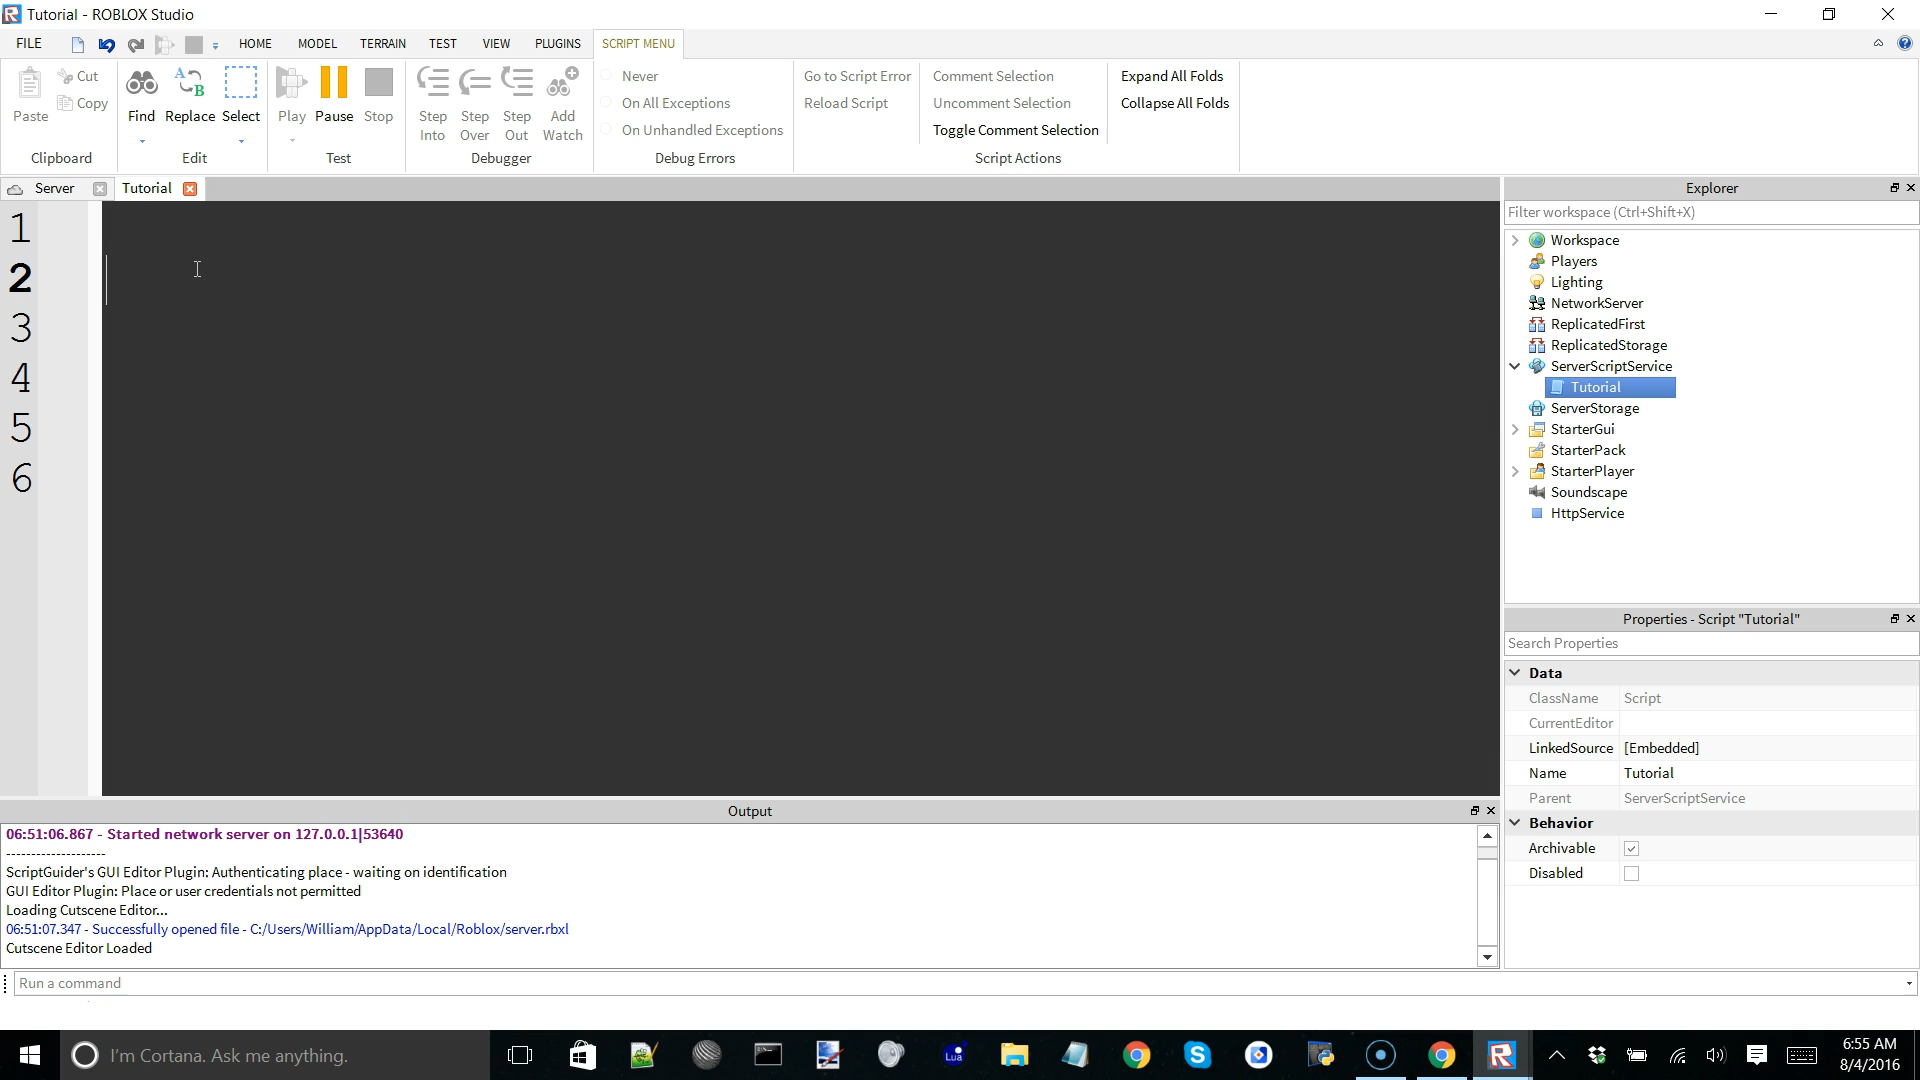 Tutorial - ROBLOX Studio
FILE HOME MODEL TERRAIN TEST VIEW PLUGINS SCRIPT MENU
Paste
Cut
Copy
Clipboard
Find
Replace
Select
Edit
Play
Pause
Stop
Test
Step Into
Step Over
Step Out
Add Watch
Debugger
Never
On All Exceptions
On Unhandled Exceptions
Debug Errors
Go to Script Error
Reload Script
Comment Selection
Uncomment Selection
Toggle Comment Selection
Script Actions
Expand All Folds
Collapse All Folds
Server
Tutorial
1
2
3
4
5
6
Explorer
Filter workspace (Ctrl+Shift+X)
Workspace
Players
Lighting
NetworkServer
ReplicatedFirst
ReplicatedStorage
ServerScriptService
Tutorial
ServerStorage
StarterGui
StarterPack
StarterPlayer
Soundscape
HttpService
Properties - Script "Tutorial"
Search Properties
Data
ClassName Script
CurrentEditor
LinkedSource [Embedded]
Name Tutorial
Parent ServerScriptService
Behavior
Archivable
Disabled
Output
06:51:06.867 - Started network server on 127.0.0.1|53640
--------------------
ScriptGuider's GUI Editor Plugin: Authenticating place - waiting on identification
GUI Editor Plugin: Place or user credentials not permitted
Loading Cutscene Editor...
06:51:07.347 - Successfully opened file - C:/Users/William/AppData/Local/Roblox/server.rbxl
Cutscene Editor Loaded
Run a command
I'm Cortana. Ask me anything.
Lua
6:55 AM
8/4/2016